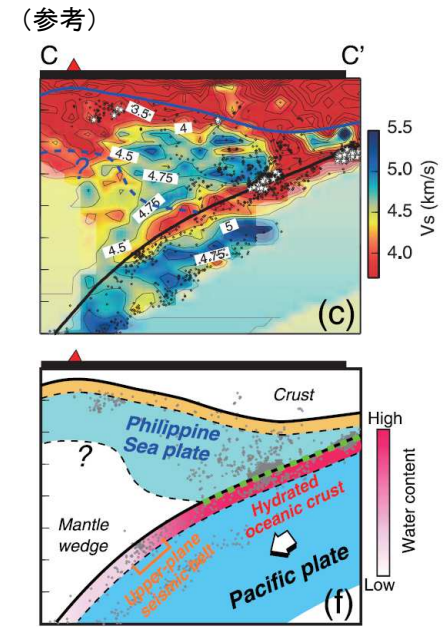 （参考）
C C'
3.5
4
4.5
4.75
4.75
4.5
5
4.75
?
5.5
5.0
4.5
4.0
Vs (km/s)
(c)
Crust
Philippine
Sea plate
?
Mantle
wedge
Hydrated
oceanic crust
Upper-plane
seismic belt
Pacific plate
(f)
High
Water content
Low